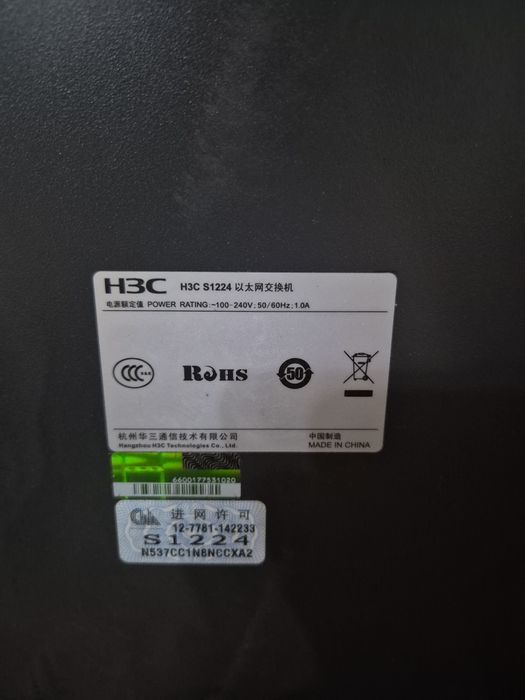 H3C H3C S1224 以太网交换机
电源额定值 POWER RATING:~100-240V; 50/60Hz; 1.0A
CCC RoHS 50
杭州华三通信技术有限公司 中国制造
Hangzhou H3C Technologies Co., Ltd. MADE IN CHINA
6600177531020
进网许可
12-7781-142233
S1224
N537CC1N8NCCXA2